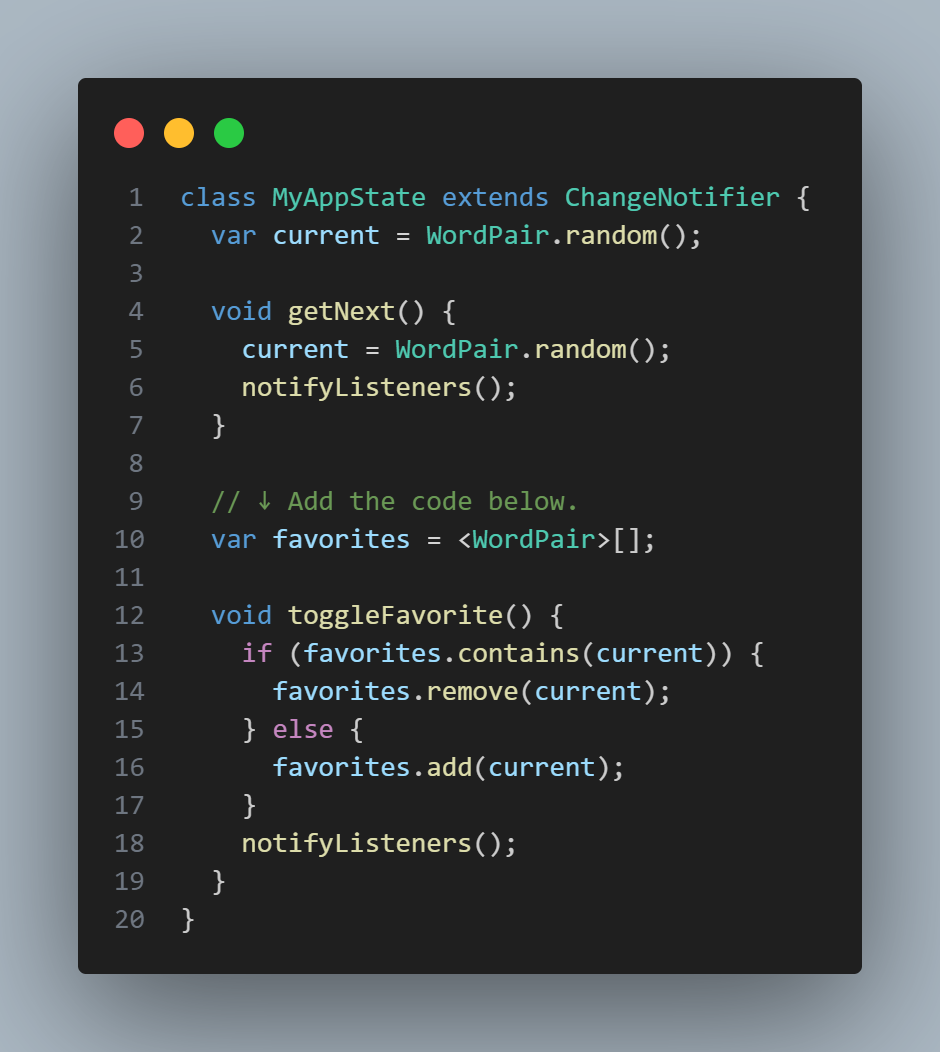 1 class MyAppState extends ChangeNotifier {
2   var current = WordPair.random();
3
4   void getNext() {
5     current = WordPair.random();
6     notifyListeners();
7   }
8
9   // ↓ Add the code below.
10   var favorites = <WordPair>[];
11
12   void toggleFavorite() {
13     if (favorites.contains(current)) {
14       favorites.remove(current);
15     } else {
16       favorites.add(current);
17     }
18     notifyListeners();
19   }
20 }